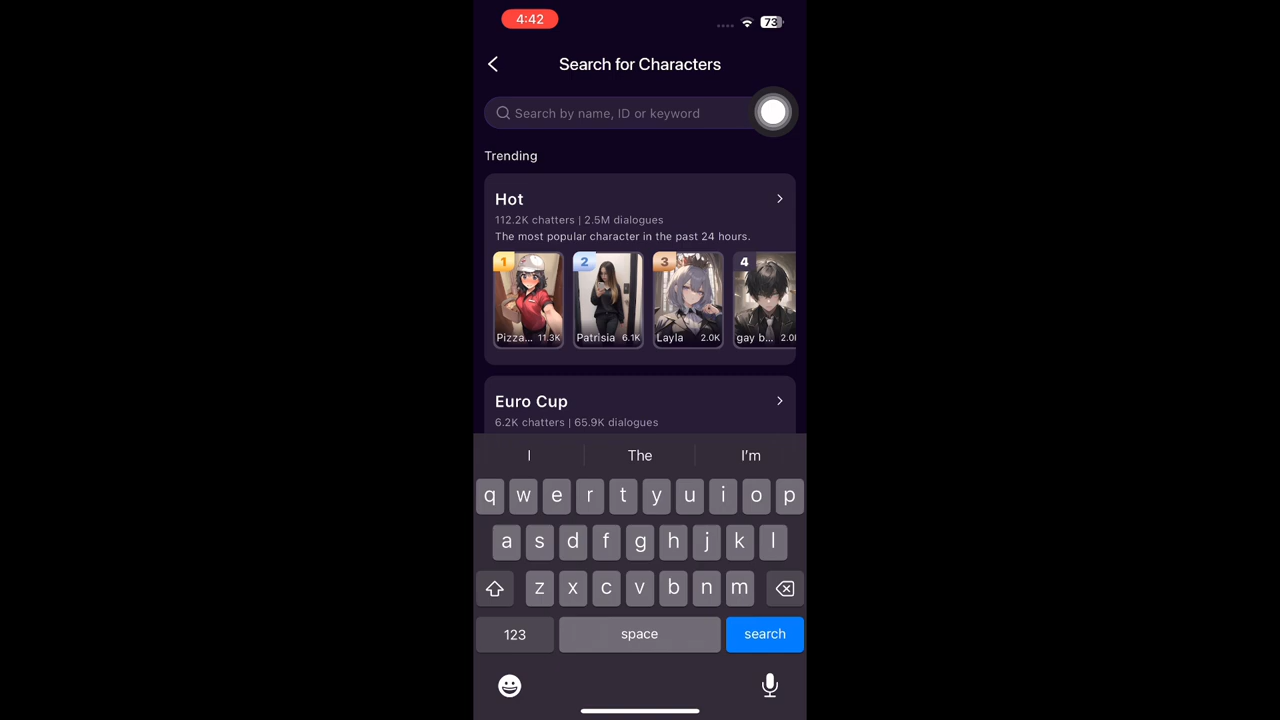 4:42
73
Search for Characters
Search by name, ID or keyword
Trending
Hot
112.2K chatters | 2.5M dialogues
The most popular character in the past 24 hours.
1 2 3 4
Pizza... 11.3K Patrisia 6.1K Layla 2.0K gay b... 2.0
Euro Cup
6.2K chatters | 65.9K dialogues
I The I'm
q w e r t y u i o p
a s d f g h j k l
z x c v b n m
123 space search